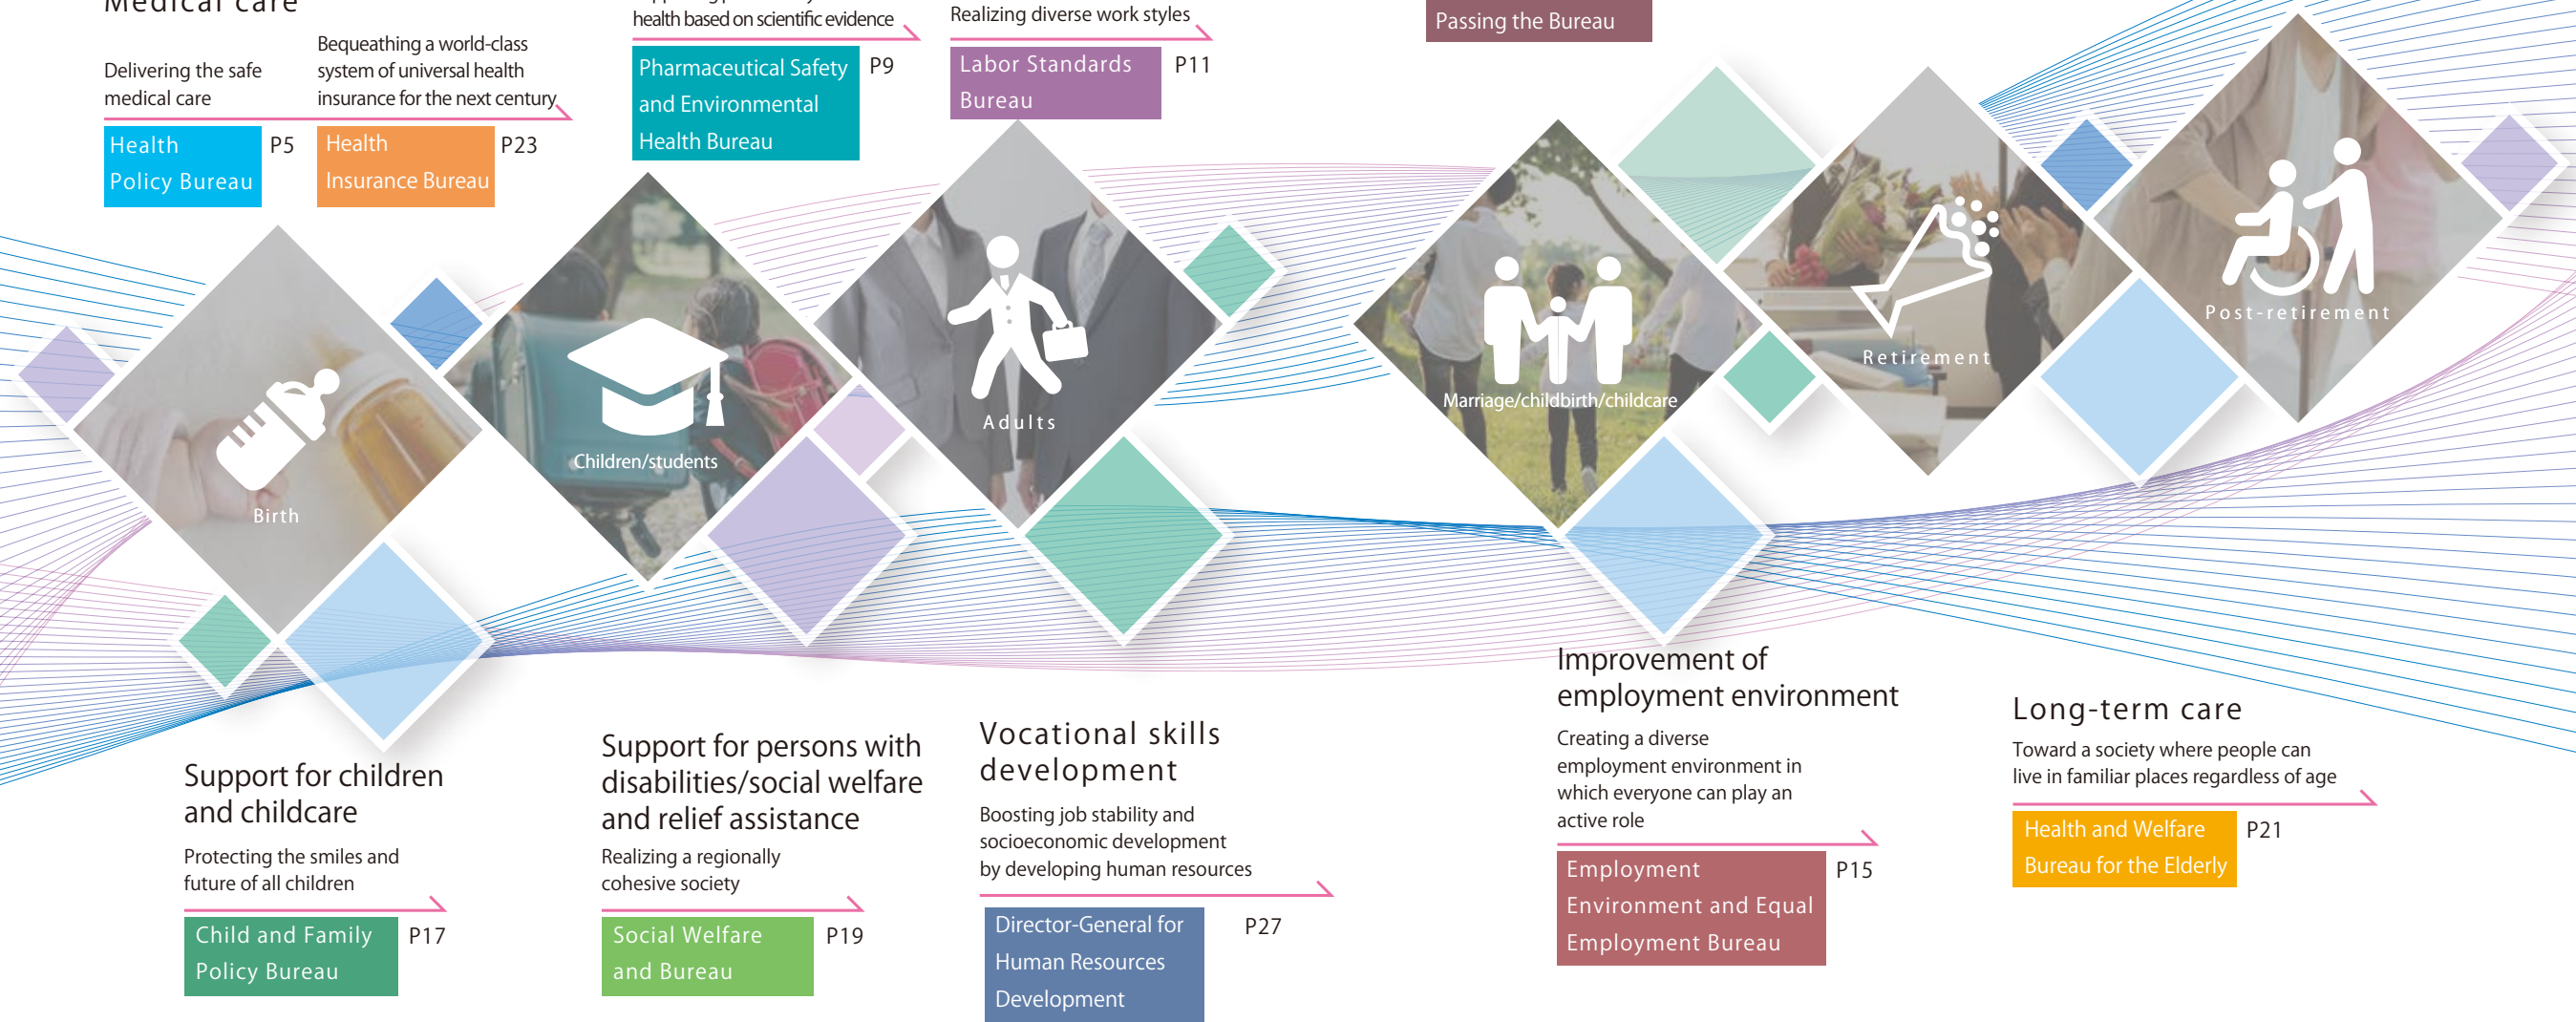 Medical care
Delivering the safe
medical care
Health
Policy Bureau
P5
Bequeathing a world-class
system of universal health
insurance for the next century
Health
Insurance Bureau
P23
health based on scientific evidence
Pharmaceutical Safety
and Environmental
Health Bureau
P9
Realizing diverse work styles
Labor Standards
Bureau
P11
Passing the Bureau
Birth
Children/students
Adults
Marriage/childbirth/childcare
Retirement
Post-retirement
Support for children
and childcare
Protecting the smiles and
future of all children
Child and Family
Policy Bureau
P17
Support for persons with
disabilities/social welfare
and relief assistance
Realizing a regionally
cohesive society
Social Welfare
and Bureau
P19
Vocational skills
development
Boosting job stability and
socioeconomic development
by developing human resources
Director-General for
Human Resources
Development
P27
Improvement of
employment environment
Creating a diverse
employment environment in
which everyone can play an
active role
Employment
Environment and Equal
Employment Bureau
P15
Long-term care
Toward a society where people can
live in familiar places regardless of age
Health and Welfare
Bureau for the Elderly
P21